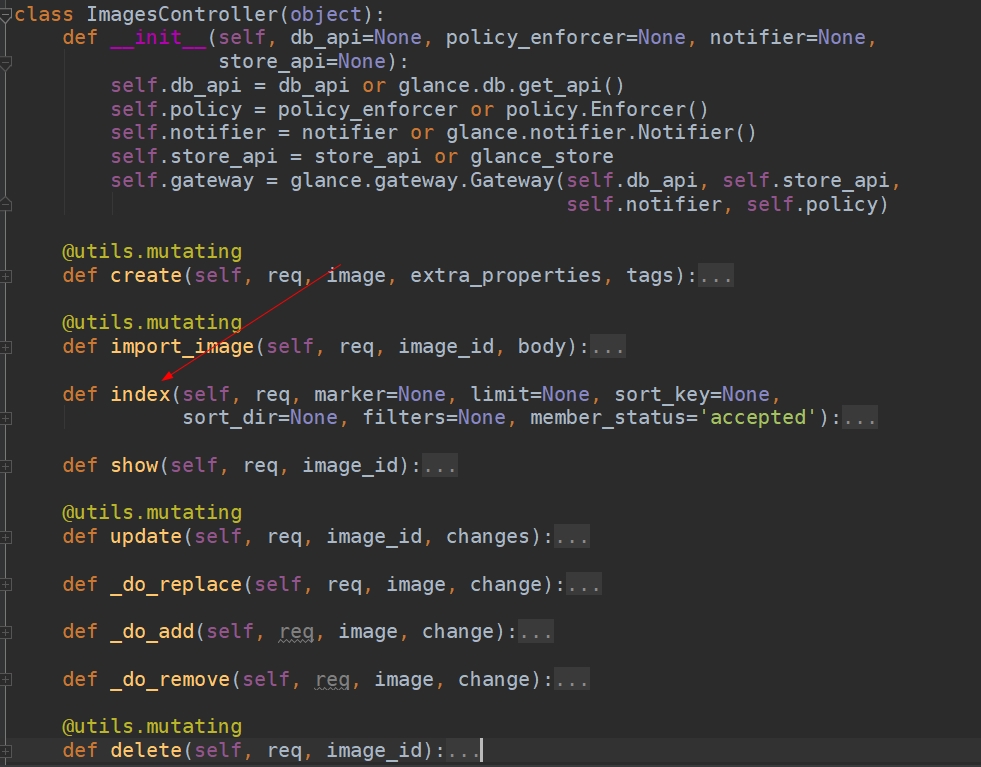 class ImagesController(object):
    def __init__(self, db_api=None, policy_enforcer=None, notifier=None,
                 store_api=None):
        self.db_api = db_api or glance.db.get_api()
        self.policy = policy_enforcer or policy.Enforcer()
        self.notifier = notifier or glance.notifier.Notifier()
        self.store_api = store_api or glance_store
        self.gateway = glance.gateway.Gateway(self.db_api, self.store_api,
                                              self.notifier, self.policy)
    @utils.mutating
    def create(self, req, image, extra_properties, tags):...
    @utils.mutating
    def import_image(self, req, image_id, body):...
    def index(self, req, marker=None, limit=None, sort_key=None,
              sort_dir=None, filters=None, member_status='accepted'):...
    def show(self, req, image_id):...
    @utils.mutating
    def update(self, req, image_id, changes):...
    def _do_replace(self, req, image, change):...
    def _do_add(self, req, image, change):...
    def _do_remove(self, req, image, change):...
    @utils.mutating
    def delete(self, req, image_id):...